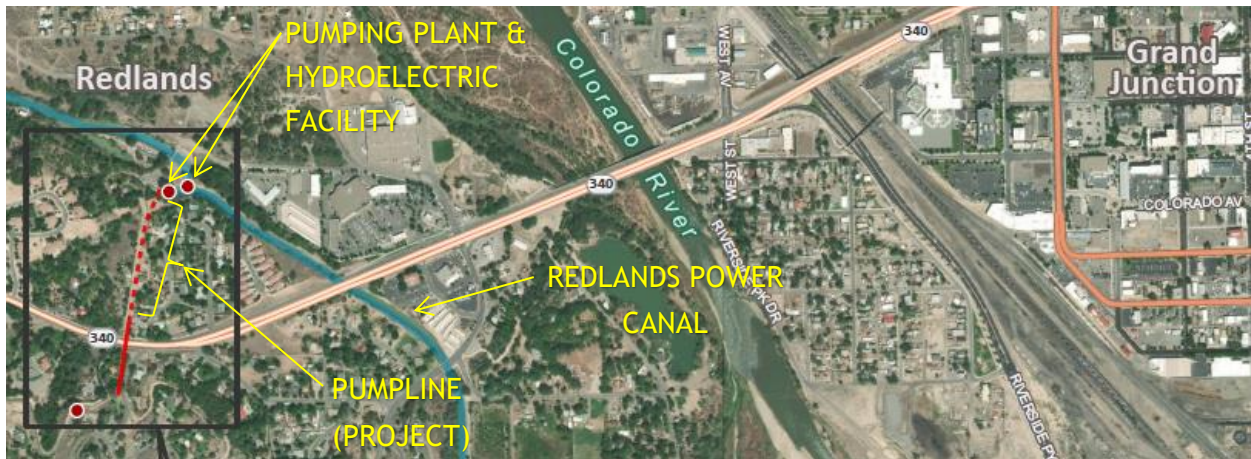 PUMPING PLANT &
HYDROELECTRIC
FACILITY
Redlands
Colorado
River
WEST AV
340
Grand
Junction
340
WEST ST
COLORADO AV
RIVERSIDE PK DR
REDLANDS POWER
CANAL
340
PUMPLINE
(PROJECT)